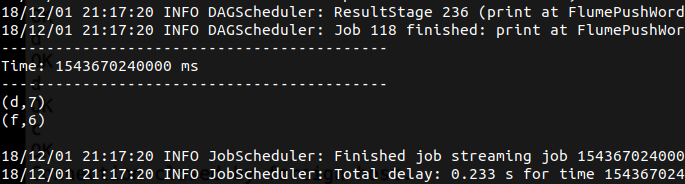 18/12/01 21:17:20 INFO DAGScheduler: ResultStage 236 (print at FlumePushWord
18/12/01 21:17:20 INFO DAGScheduler: Job 118 finished: print at FlumePushWor
-------------------------------------------
Time: 1543670240000 ms
-------------------------------------------
(d,7)
(f,6)
18/12/01 21:17:20 INFO JobScheduler: Finished job streaming job 154367024000
18/12/01 21:17:20 INFO JobScheduler: Total delay: 0.233 s for time 154367024